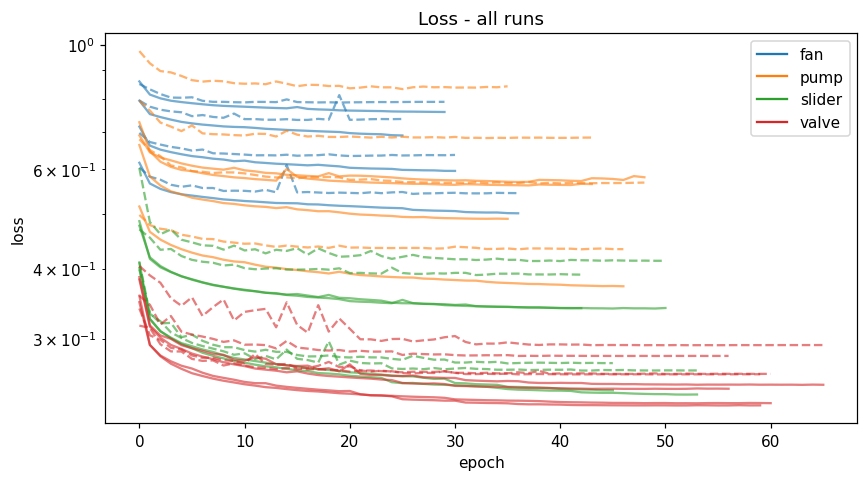 Loss - all runs
10⁰
6 × 10⁻¹
4 × 10⁻¹
3 × 10⁻¹
loss
fan
pump
slider
valve
0 10 20 30 40 50 60
epoch